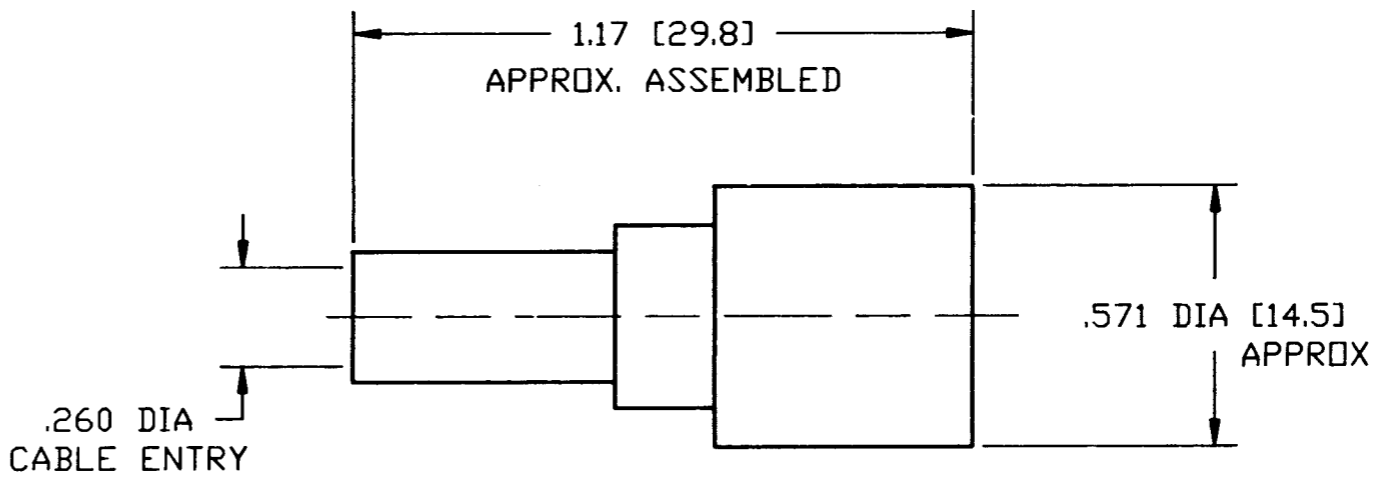 1.17 [29.8]
APPROX. ASSEMBLED
.571 DIA [14.5]
APPROX
.260 DIA
CABLE ENTRY